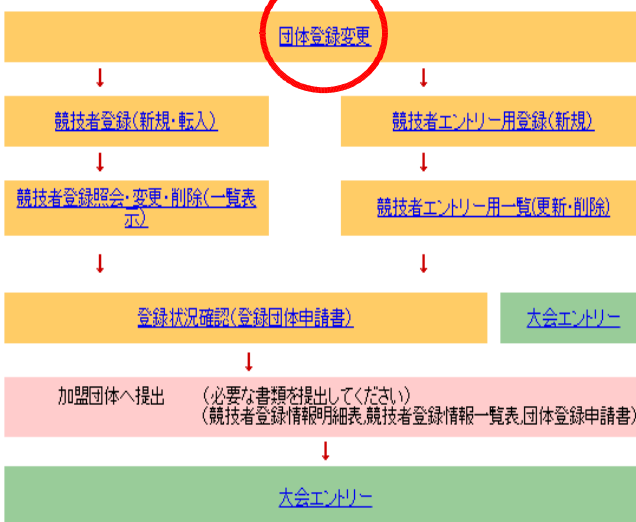 団体登録変更
競技者登録(新規・転入)
競技者エントリー用登録(新規)
競技者登録照会・変更・削除(一覧表
示)
競技者エントリー用一覧(更新・削除)
登録状況確認(登録団体申請書)
大会エントリー
加盟団体へ提出 (必要な書類を提出してください)
(競技者登録情報明細表,競技者登録情報一覧表,団体登録申請書)
大会エントリー